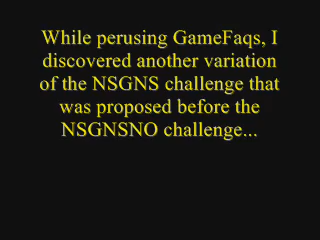 While perusing GameFaqs, I
discovered another variation
of the NSGNS challenge that
was proposed before the
NSGNSNO challenge...